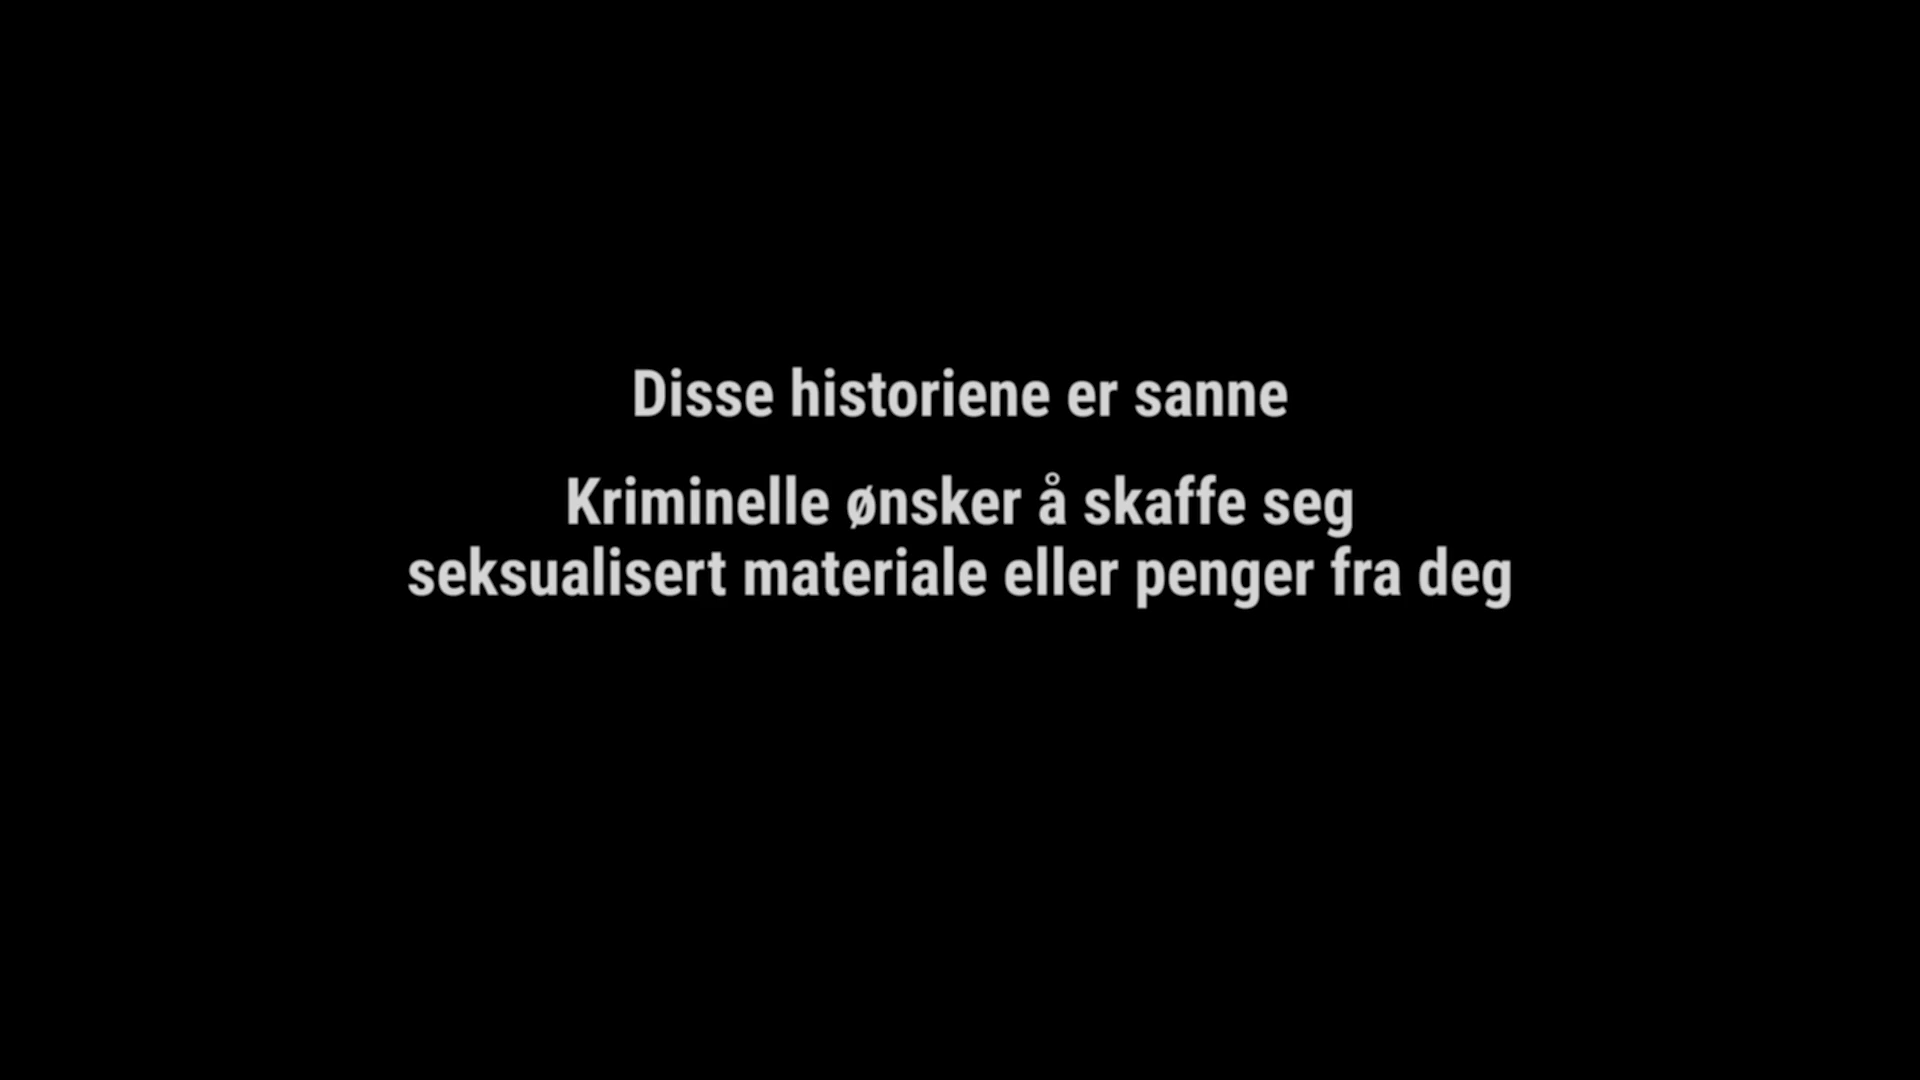 Disse historiene er sanne
Kriminelle ønsker å skaffe seg
seksualisert materiale eller penger fra deg